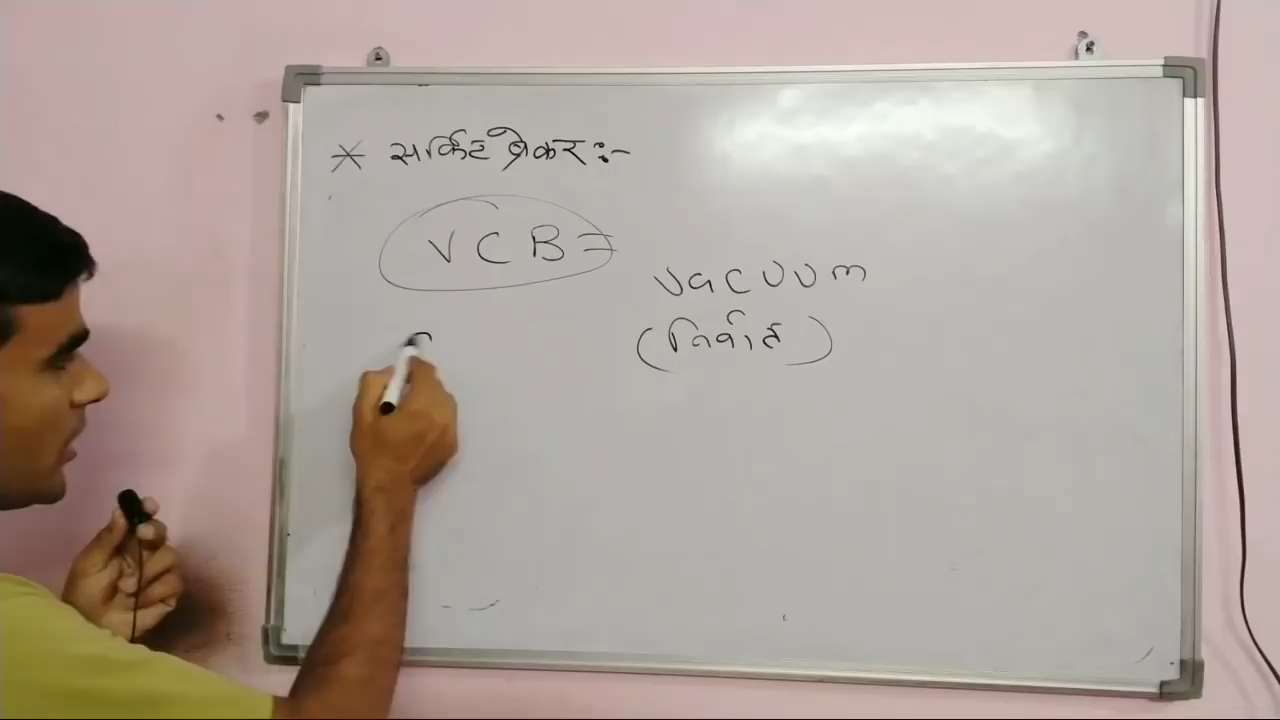 * सर्किट ब्रेकर :-
VCB =
vacuum
(निर्वात)